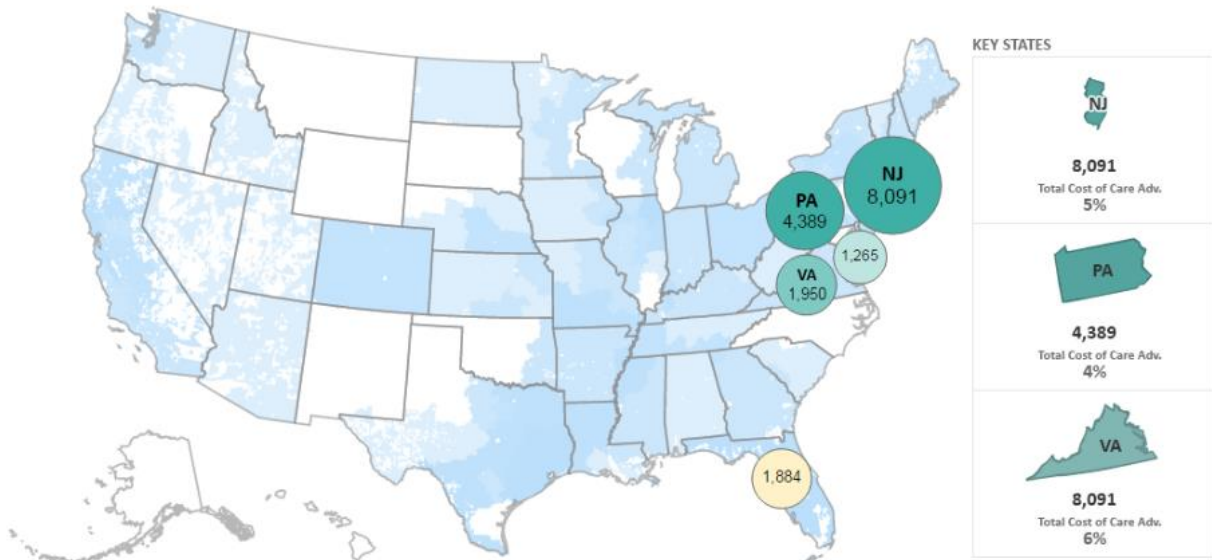 KEY STATES
NJ
8,091
PA
4,389
1,265
VA
1,950
1,884
NJ
8,091
Total Cost of Care Adv.
5%
PA
4,389
Total Cost of Care Adv.
4%
VA
8,091
Total Cost of Care Adv.
6%